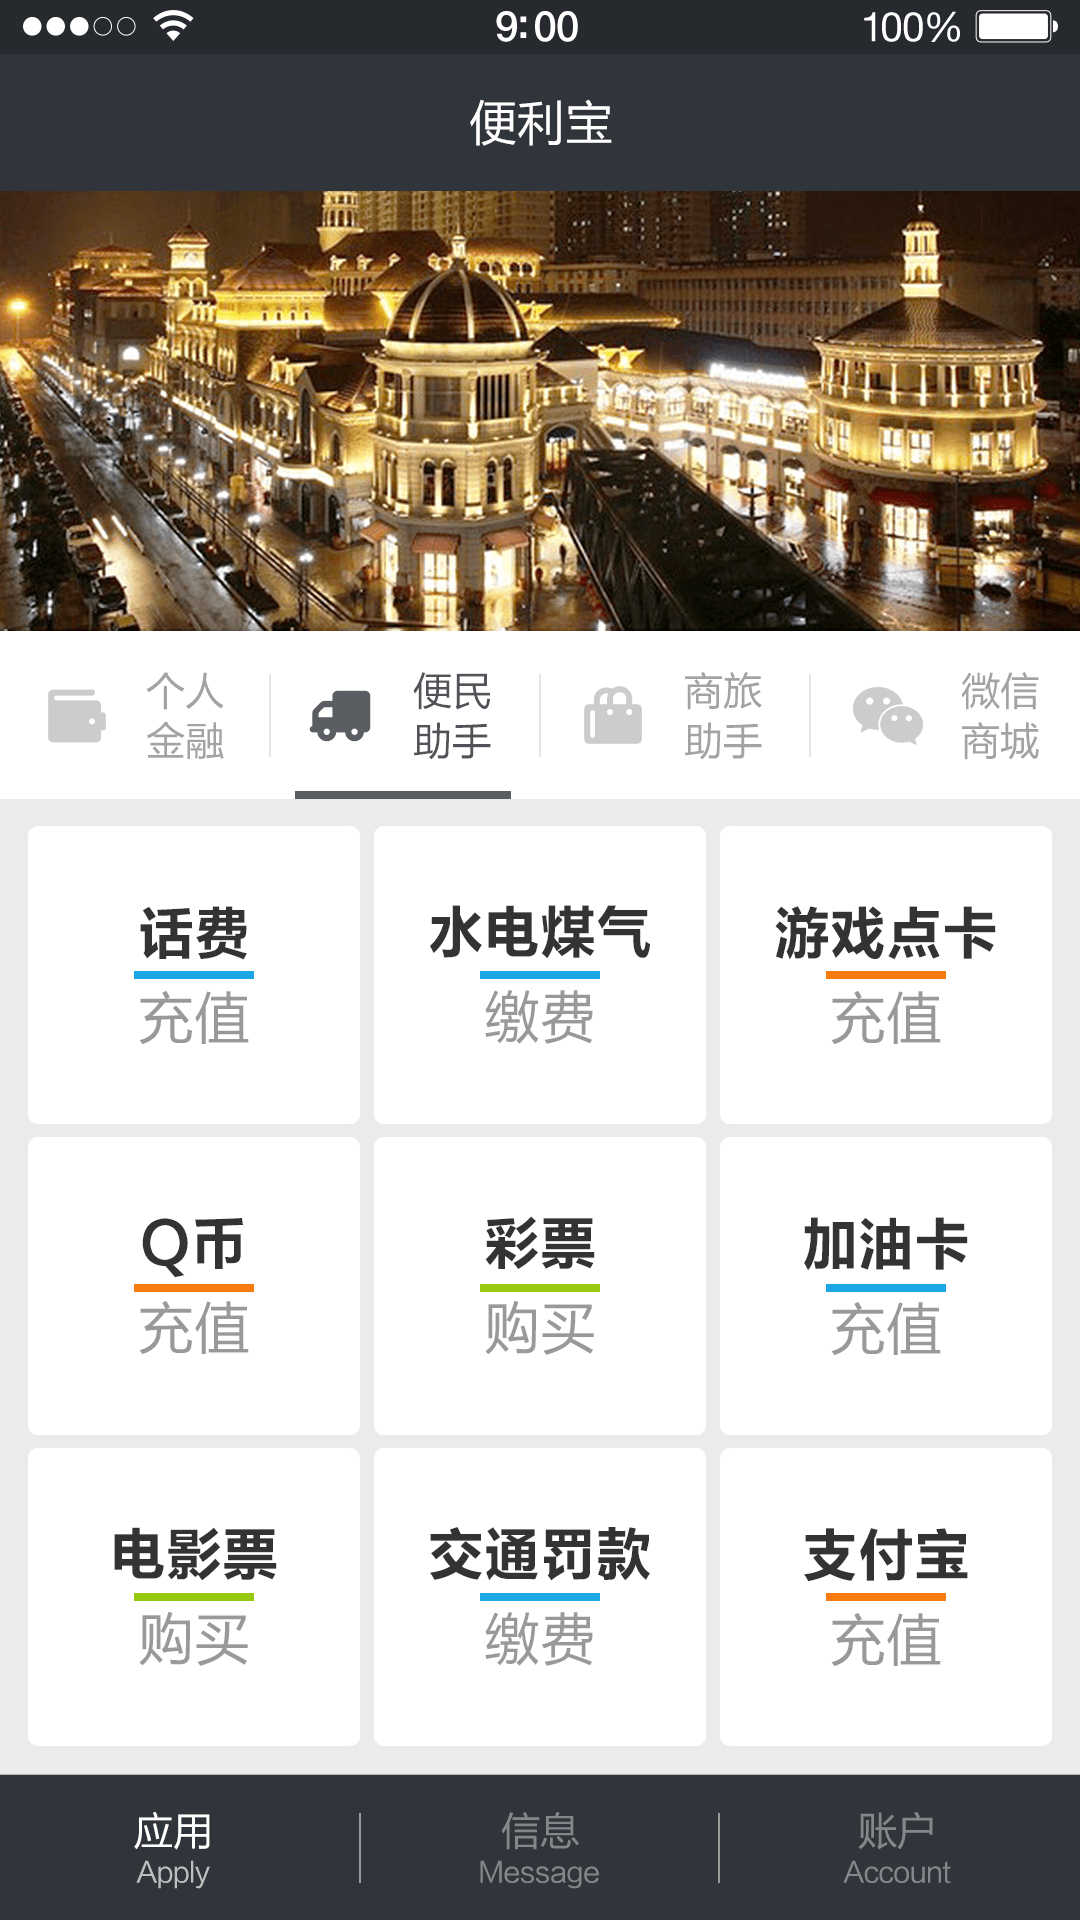 9:00
100%
便利宝
个人
金融
便民
助手
商旅
助手
微信
商城
话费
充值
水电煤气
缴费
游戏点卡
充值
Q币
充值
彩票
购买
加油卡
充值
电影票
购买
交通罚款
缴费
支付宝
充值
应用
Apply
信息
Message
账户
Account